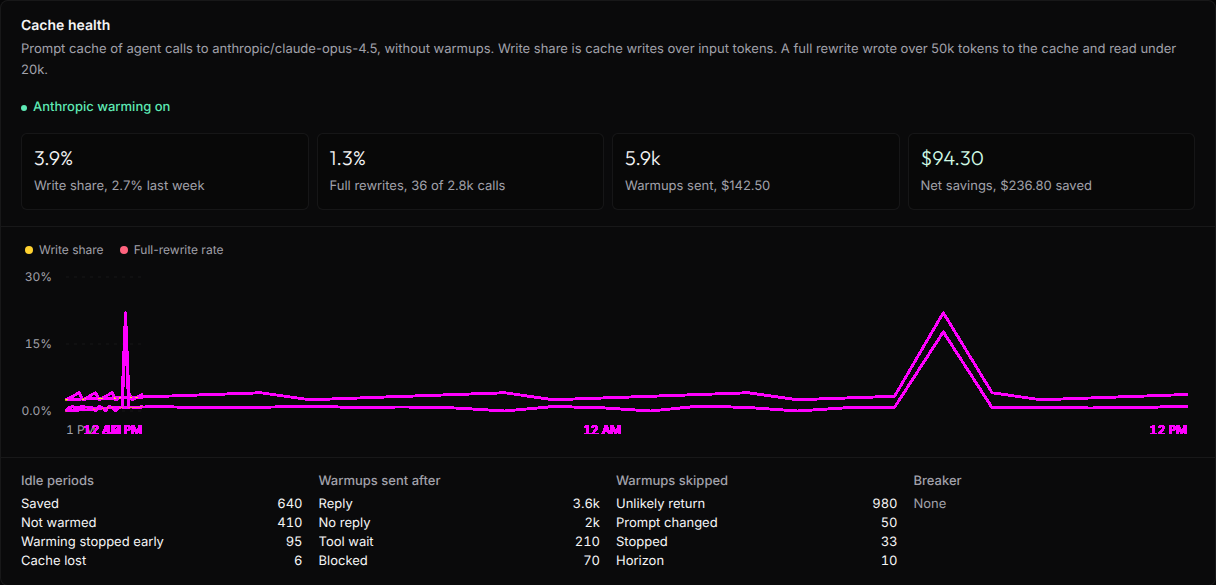 Cache health
Prompt cache of agent calls to anthropic/claude-opus-4.5, without warmups. Write share is cache writes over input tokens. A full rewrite wrote over 50k tokens to the cache and read under
20k.
Anthropic warming on
3.9%
Write share, 2.7% last week
1.3%
Full rewrites, 36 of 2.8k calls
5.9k
Warmups sent, $142.50
$94.30
Net savings, $236.80 saved
Write share
Full-rewrite rate
30%
15%
0.0%
12 AM
12 PM
Idle periods
Saved 640
Not warmed 410
Warming stopped early 95
Cache lost 6
Warmups sent after
Reply 3.6k
No reply 2k
Tool wait 210
Blocked 70
Warmups skipped
Unlikely return 980
Prompt changed 50
Stopped 33
Horizon 10
Breaker
None